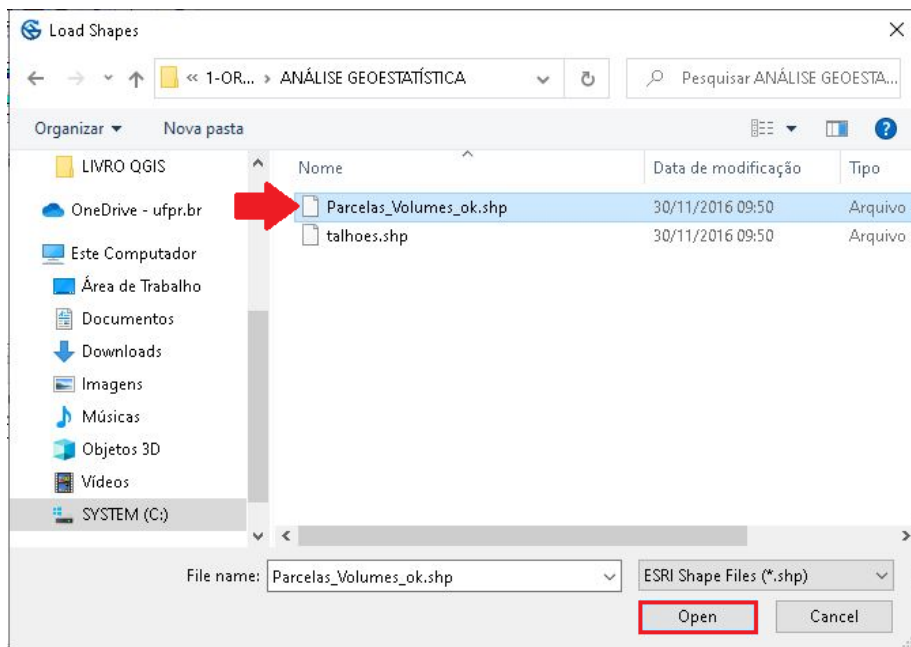 Load Shapes
« 1-OR... › ANÁLISE GEOESTATÍSTICA
Pesquisar ANÁLISE GEOESTA...
Organizar Nova pasta
?
LIVRO QGIS
OneDrive - ufpr.br
Este Computador
Área de Trabalho
Documentos
Downloads
Imagens
Músicas
Objetos 3D
Vídeos
SYSTEM (C:)
Nome Data de modificação Tipo
Parcelas_Volumes_ok.shp 30/11/2016 09:50 Arquivo
talhoes.shp 30/11/2016 09:50 Arquivo
File name: Parcelas_Volumes_ok.shp ESRI Shape Files (*.shp)
Open Cancel